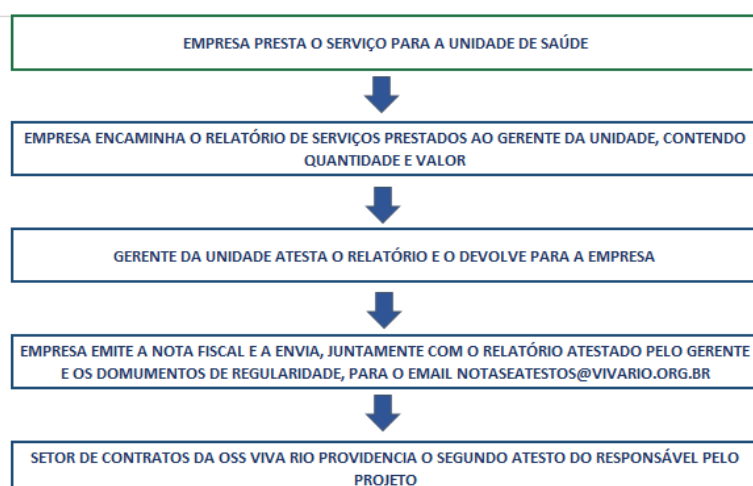 EMPRESA PRESTA O SERVIÇO PARA A UNIDADE DE SAÚDE
EMPRESA ENCAMINHA O RELATÓRIO DE SERVIÇOS PRESTADOS AO GERENTE DA UNIDADE, CONTENDO
QUANTIDADE E VALOR
GERENTE DA UNIDADE ATESTA O RELATÓRIO E O DEVOLVE PARA A EMPRESA
EMPRESA EMITE A NOTA FISCAL E A ENVIA, JUNTAMENTE COM O RELATÓRIO ATESTADO PELO GERENTE
E OS DOMUMENTOS DE REGULARIDADE, PARA O EMAIL NOTASEATESTOS@VIVARIO.ORG.BR
SETOR DE CONTRATOS DA OSS VIVA RIO PROVIDENCIA O SEGUNDO ATESTO DO RESPONSÁVEL PELO
PROJETO